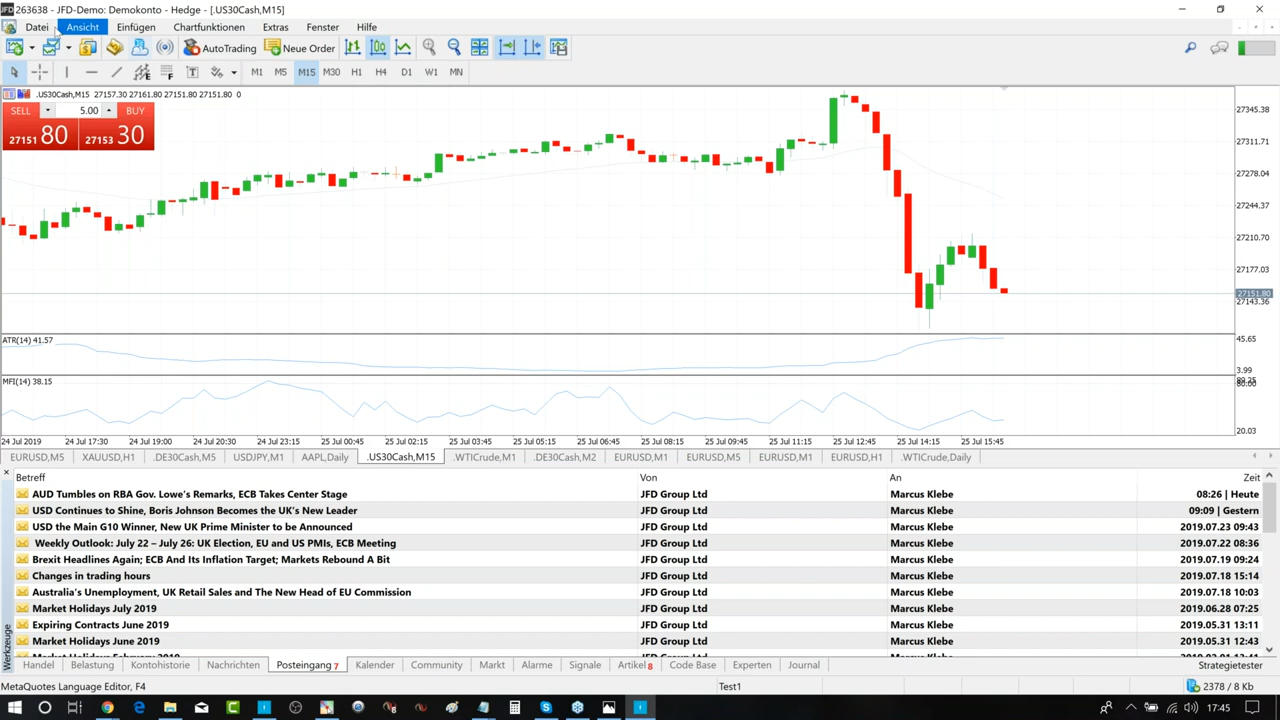 263638 - JFD-Demo: Demokonto - Hedge - [.US30Cash,M15]
Datei Ansicht Einfügen Chartfunktionen Extras Fenster Hilfe
AutoTrading Neue Order
M1 M5 M15 M30 H1 H4 D1 W1 MN
.US30Cash,M15 27157.30 27161.80 27151.80 27151.80 0
SELL 5.00 BUY
27151 80 27153 30
27345.38
27311.71
27278.04
27244.37
27210.70
27177.03
27151.80
27143.36
ATR(14) 41.57
45.65
3.99
MFI(14) 38.15
80.00
20.03
24 Jul 2019 24 Jul 17:30 24 Jul 19:00 24 Jul 20:30 24 Jul 23:15 25 Jul 00:45 25 Jul 02:15 25 Jul 03:45 25 Jul 05:15 25 Jul 06:45 25 Jul 08:15 25 Jul 09:45 25 Jul 11:15 25 Jul 12:45 25 Jul 14:15 25 Jul 15:45
EURUSD,M5 XAUUSD,H1 .DE30Cash,M5 USDJPY,M1 AAPL,Daily .US30Cash,M15 .WTICrude,M1 .DE30Cash,M2 EURUSD,M1 EURUSD,M5 EURUSD,M1 EURUSD,H1 .WTICrude,Daily
Betreff Von An Zeit
AUD Tumbles on RBA Gov. Lowe's Remarks, ECB Takes Center Stage JFD Group Ltd Marcus Klebe 08:26 | Heute
USD Continues to Shine, Boris Johnson Becomes the UK's New Leader JFD Group Ltd Marcus Klebe 09:09 | Gestern
USD the Main G10 Winner, New UK Prime Minister to be Announced JFD Group Ltd Marcus Klebe 2019.07.23 09:43
Weekly Outlook: July 22 – July 26: UK Election, EU and US PMIs, ECB Meeting JFD Group Ltd Marcus Klebe 2019.07.22 08:36
Brexit Headlines Again; ECB And Its Inflation Target; Markets Rebound A Bit JFD Group Ltd Marcus Klebe 2019.07.19 09:24
Changes in trading hours JFD Group Ltd Marcus Klebe 2019.07.18 15:14
Australia's Unemployment, UK Retail Sales and The New Head of EU Commission JFD Group Ltd Marcus Klebe 2019.07.18 10:03
Market Holidays July 2019 JFD Group Ltd Marcus Klebe 2019.06.28 07:25
Expiring Contracts June 2019 JFD Group Ltd Marcus Klebe 2019.05.31 13:11
Market Holidays June 2019 JFD Group Ltd Marcus Klebe 2019.05.31 12:43
Werkzeuge
Handel Belastung Kontohistorie Nachrichten Posteingang 7 Kalender Community Markt Alarme Signale Artikel 8 Code Base Experten Journal Strategietester
MetaQuotes Language Editor, F4 Test1 2378 / 8 Kb
17:45